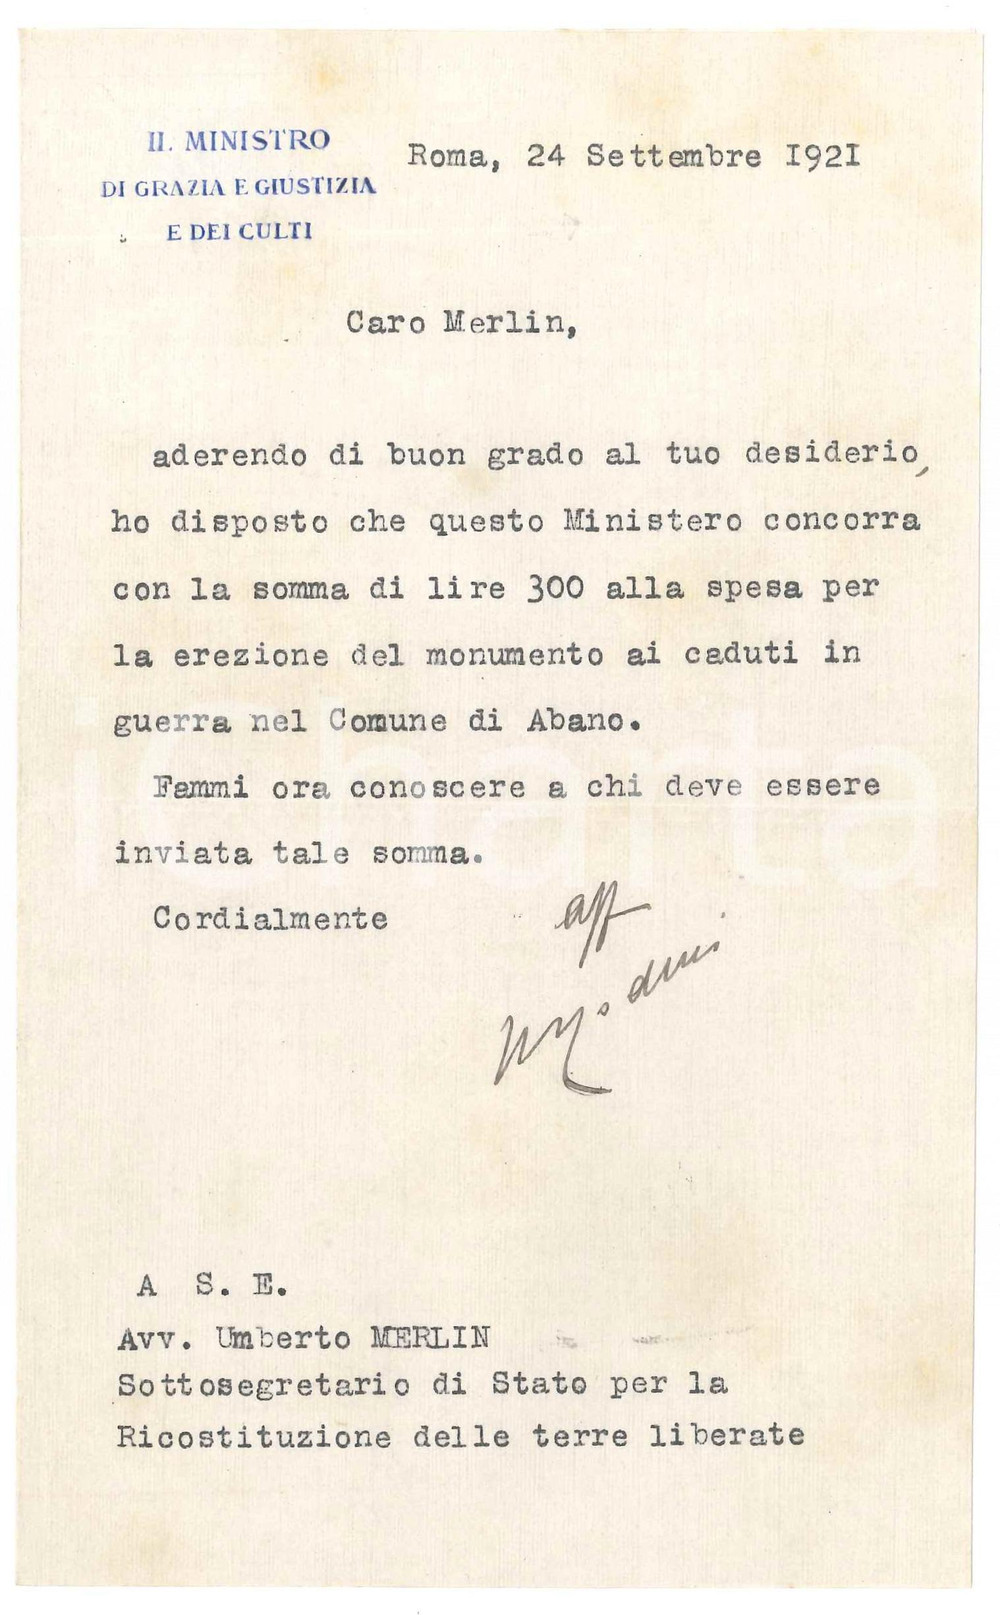 IL MINISTRO
DI GRAZIA E GIUSTIZIA
E DEI CULTI
Roma, 24 Settembre I92I
Caro Merlin,
aderendo di buon grado al tuo desiderio,
ho disposto che questo Ministero concorra
con la somma di lire 300 alla spesa per
la erezione del monumento ai caduti in
guerra nel Comune di Abano.
Fammi ora conoscere a chi deve essere
inviata tale somma.
Cordialmente
aff
A S. E.
Avv. Umberto MERLIN
Sottosegretario di Stato per la
Ricostituzione delle terre liberate